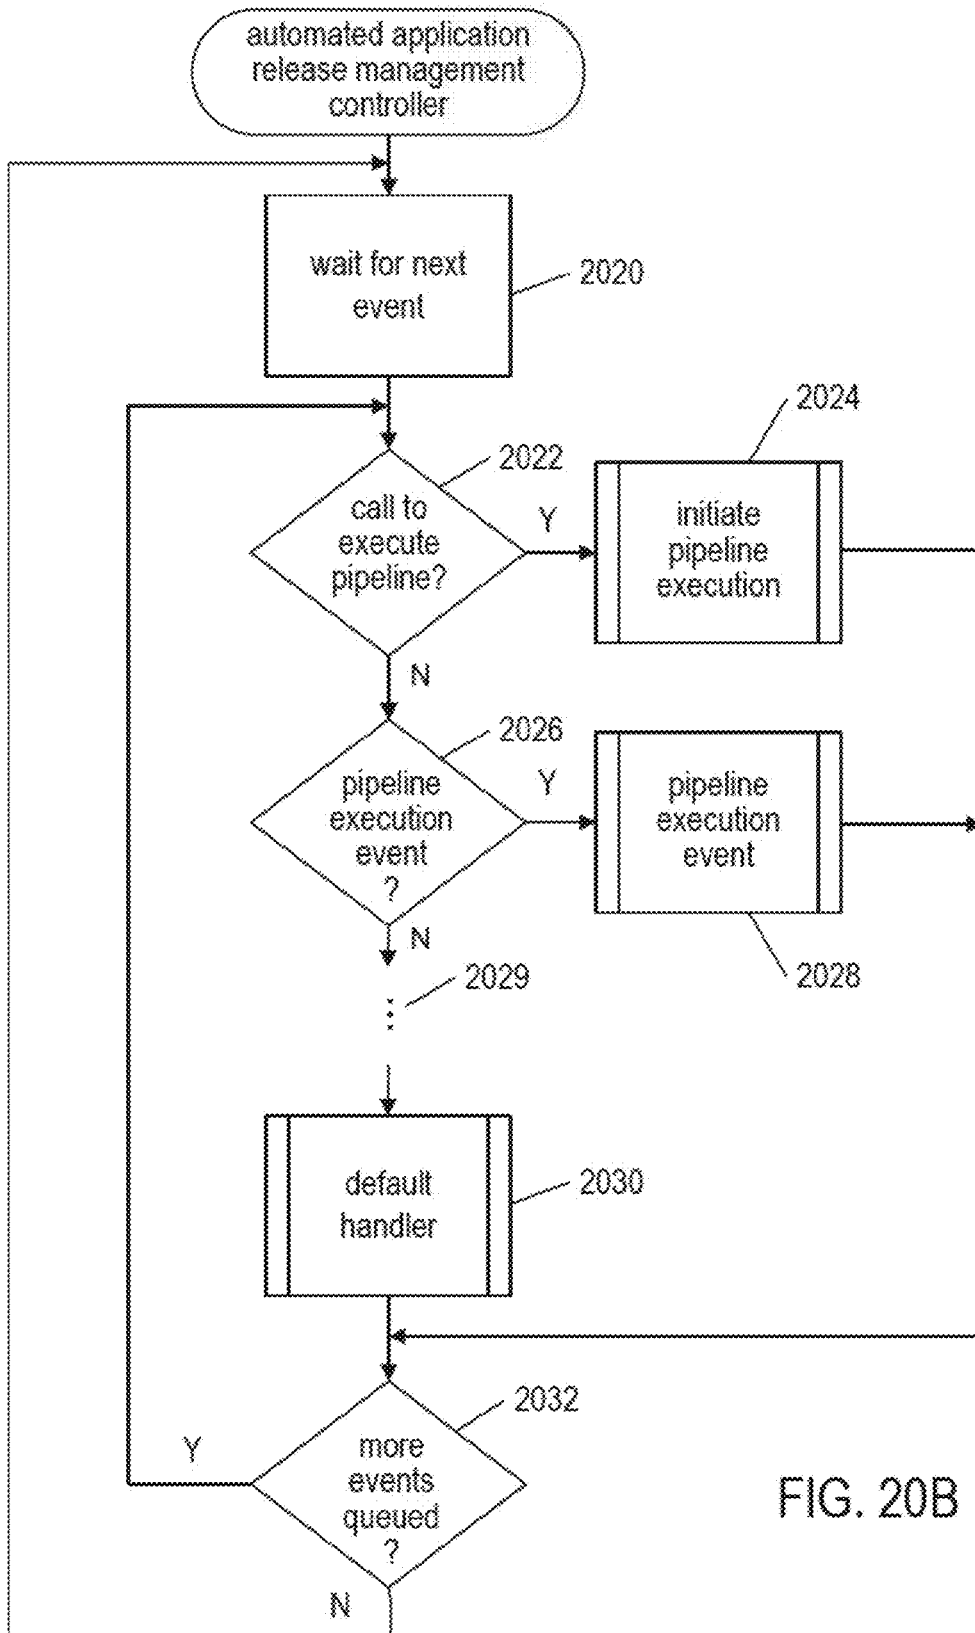 automated application
release management
controller
wait for next
event
2020
2024
2022
call to
execute
pipeline?
Y
initiate
pipeline
execution
N
2026
pipeline
execution
event
?
Y
pipeline
execution
event
N
2029
2028
⋮
default
handler
2030
2032
Y
more
events
queued
?
N
FIG. 20B